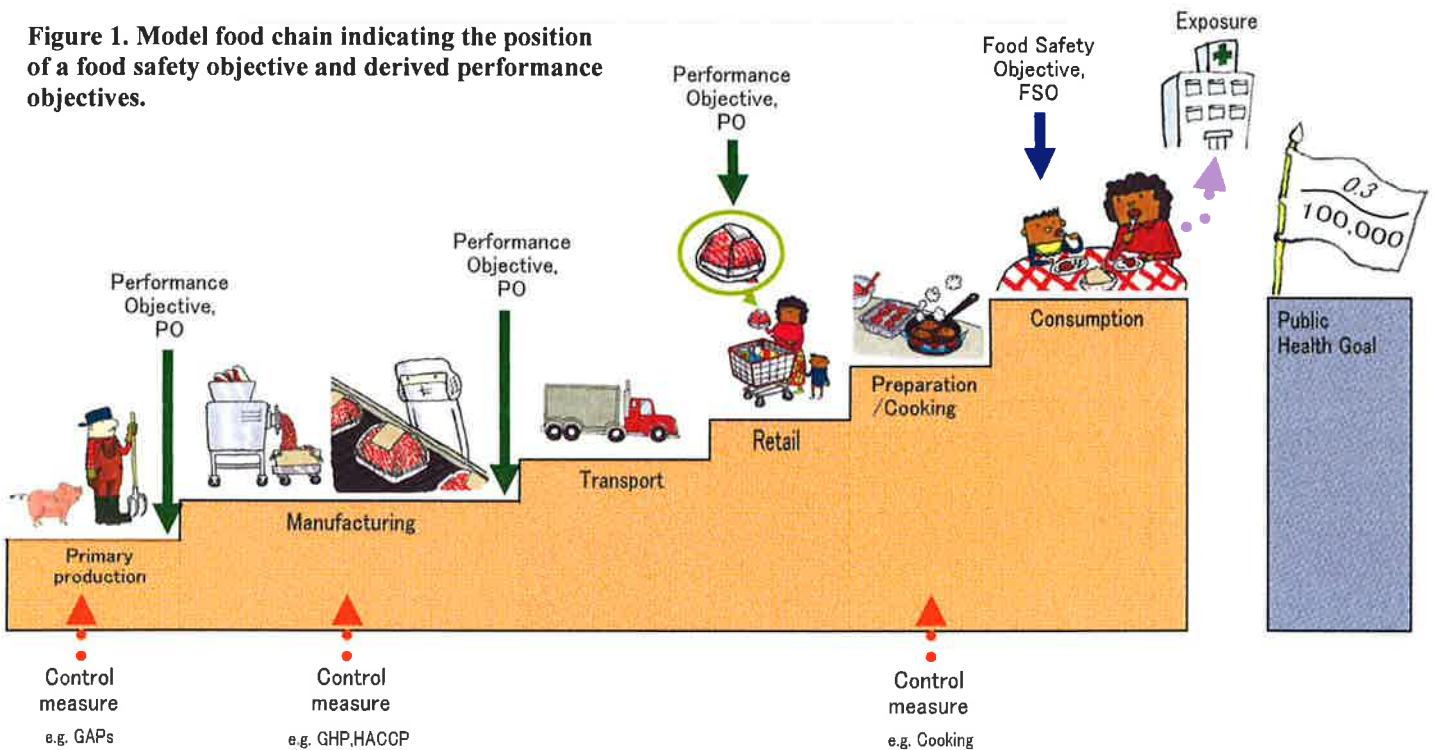 Figure 1. Model food chain indicating the position
of a food safety objective and derived performance
objectives.
Performance
Objective,
PO
Performance
Objective,
PO
Performance
Objective,
PO
Food Safety
Objective,
FSO
Exposure
0.3
100,000
Primary
production
Manufacturing
Transport
Retail
Preparation
/Cooking
Consumption
Public
Health Goal
Control
measure
e.g. GAPs
Control
measure
e.g. GHP,HACCP
Control
measure
e.g. Cooking